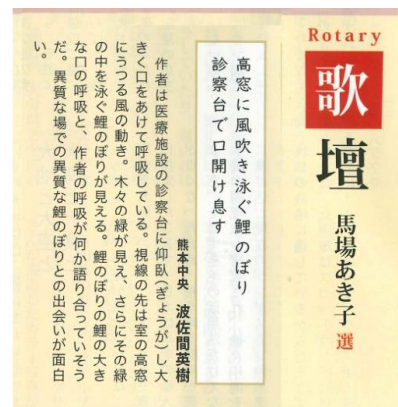 Rotary
歌壇
馬場あき子 選
高窓に風吹き泳ぐ鯉のぼり
診察台で口開け息す
熊本中央 波佐間英樹
作者は医療施設の診察台に仰臥(ぎょうが)し大
きく口をあけて呼吸している。視線の先は室の高窓
にうつる風の動き。木々の緑が見え、さらにその緑
の中を泳ぐ鯉のぼりが見える。鯉のぼりの鯉の大き
な口の呼吸と、作者の呼吸が何か語り合っていそう
だ。異質な場での異質な鯉のぼりとの出会いが面白
い。